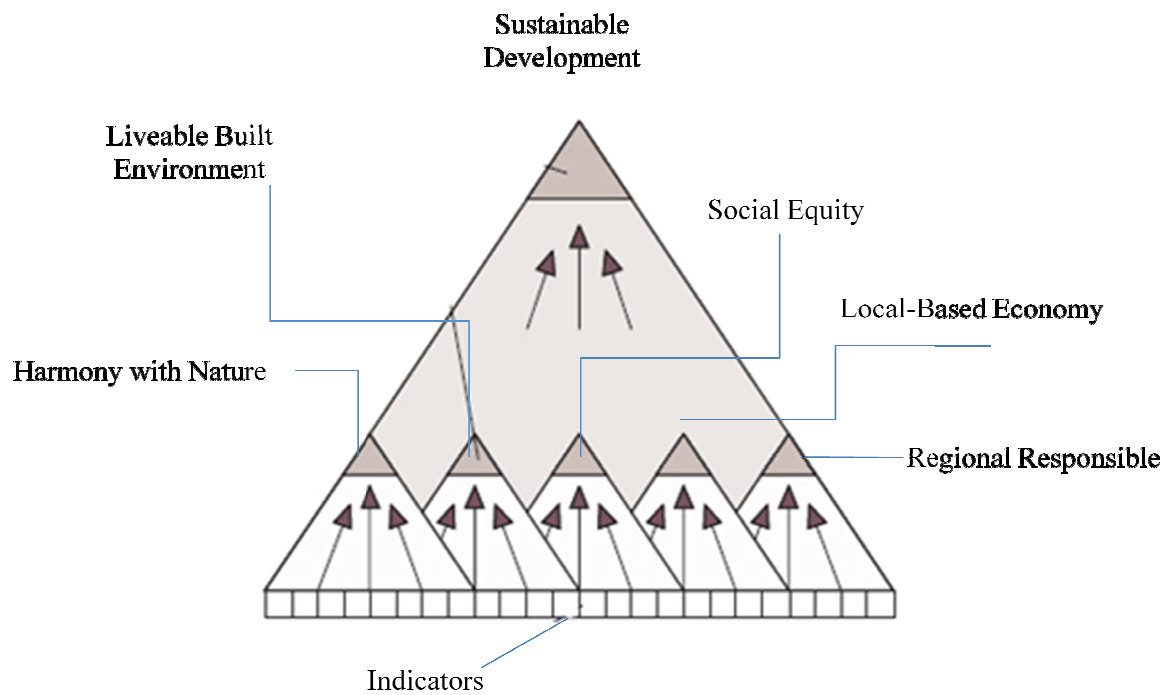 Sustainable
Development
Liveable Built
Environment
Social Equity
Local-Based Economy
Harmony with Nature
Regional Responsible
Indicators